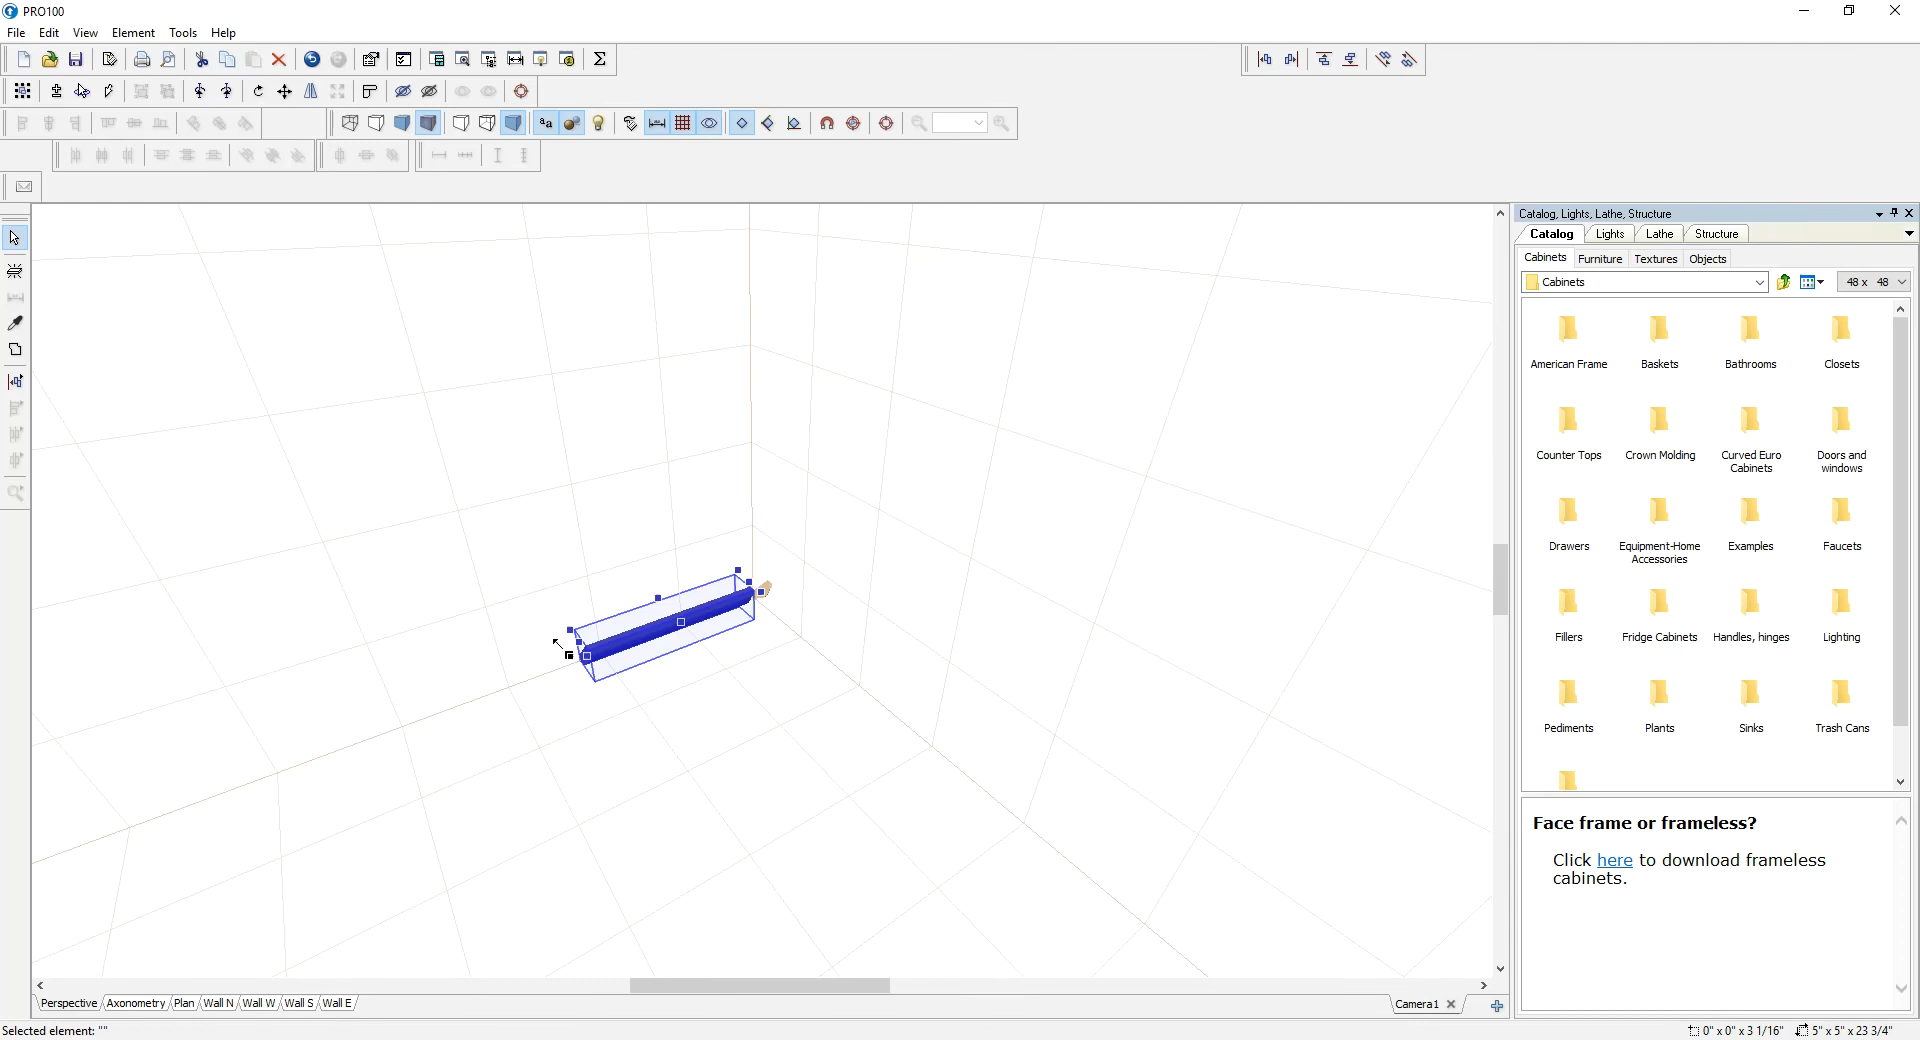 PRO100
File Edit View Element Tools Help
Catalog, Lights, Lathe, Structure
Catalog Lights Lathe Structure
Cabinets Furniture Textures Objects
Cabinets 48 x 48
American Frame Baskets Bathrooms Closets
Counter Tops Crown Molding Curved Euro Cabinets Doors and windows
Drawers Equipment-Home Accessories Examples Faucets
Fillers Fridge Cabinets Handles, hinges Lighting
Pediments Plants Sinks Trash Cans
Face frame or frameless?
Click here to download frameless
cabinets.
Perspective Axonometry Plan Wall N Wall W Wall S Wall E Camera1
Selected element: "" 0" x 0" x 3 1/16" 5" x 5" x 23 3/4"